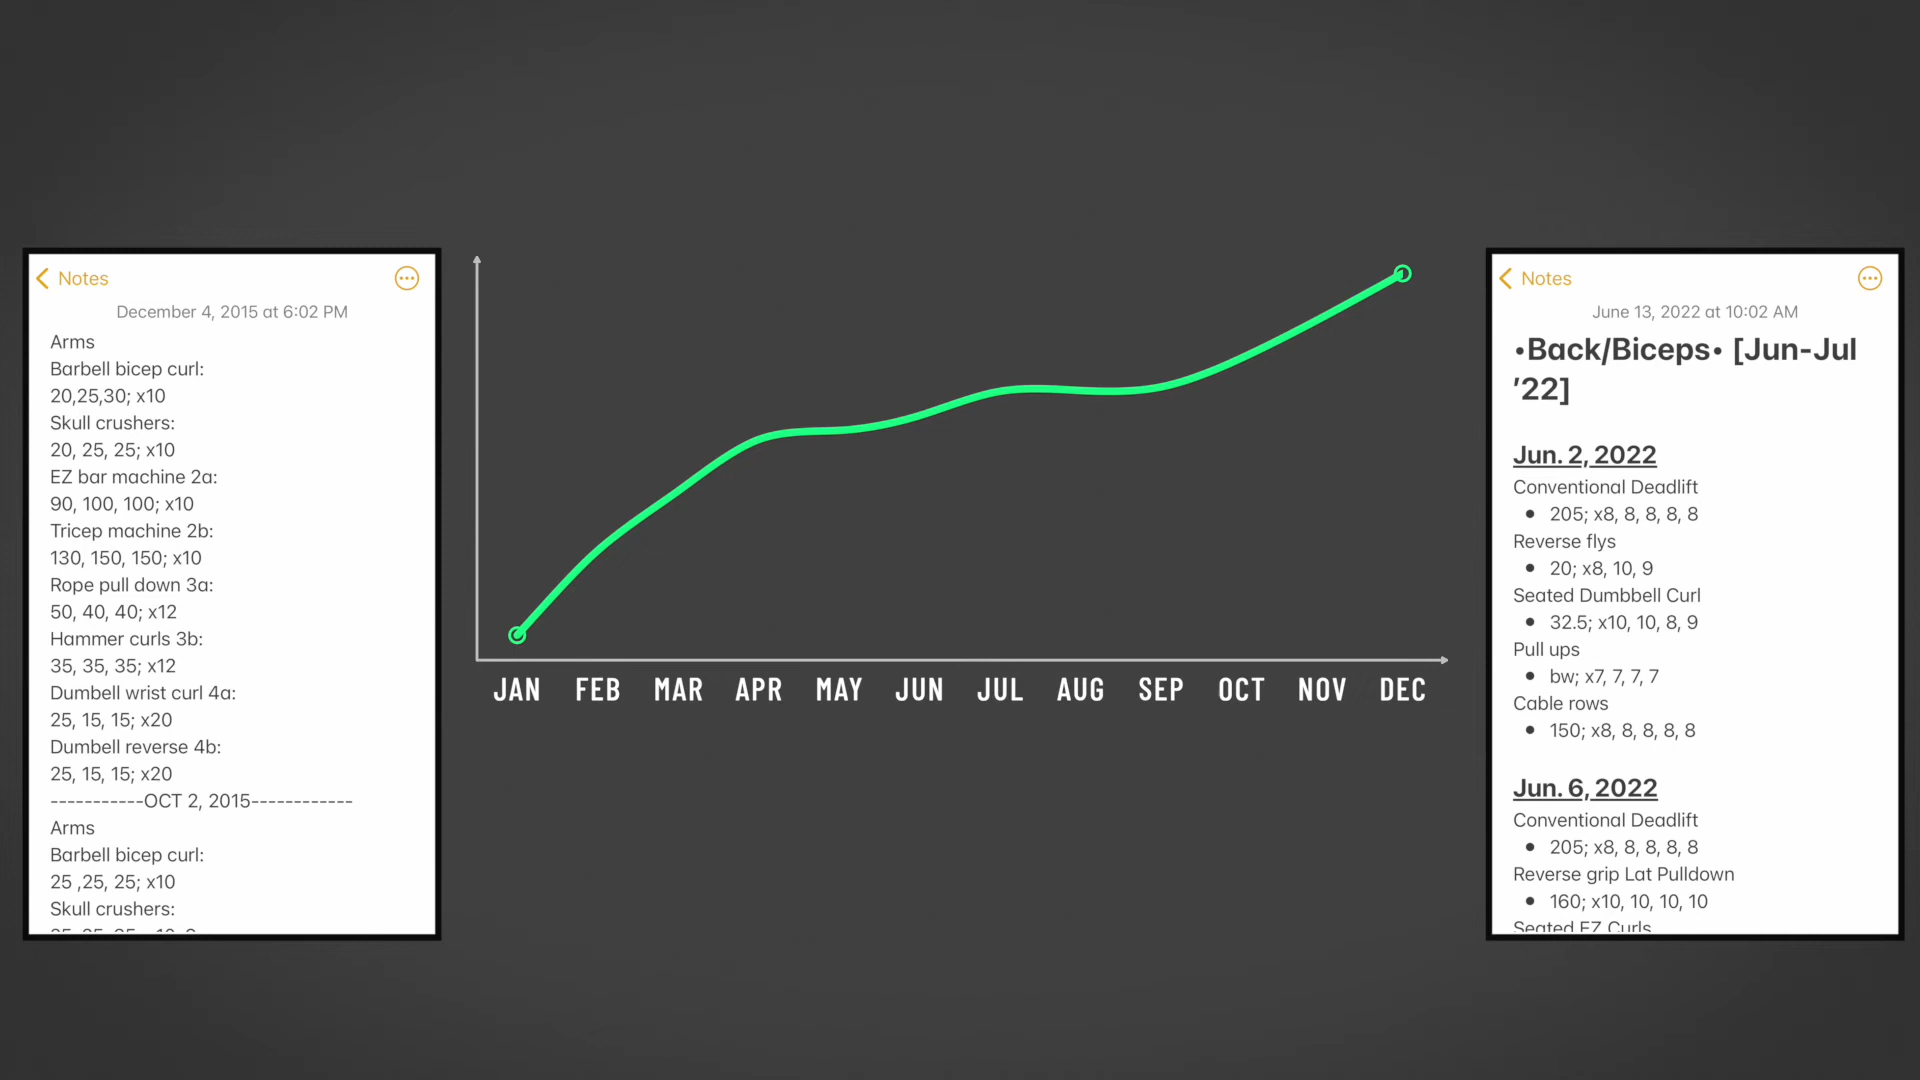 Notes
December 4, 2015 at 6:02 PM
Arms
Barbell bicep curl:
20,25,30; x10
Skull crushers:
20, 25, 25; x10
EZ bar machine 2a:
90, 100, 100; x10
Tricep machine 2b:
130, 150, 150; x10
Rope pull down 3a:
50, 40, 40; x12
Hammer curls 3b:
35, 35, 35; x12
Dumbell wrist curl 4a:
25, 15, 15; x20
Dumbell reverse 4b:
25, 15, 15; x20
-----------OCT 2, 2015------------
Arms
Barbell bicep curl:
25 ,25, 25; x10
Skull crushers:
JAN FEB MAR APR MAY JUN JUL AUG SEP OCT NOV DEC
Notes
June 13, 2022 at 10:02 AM
•Back/Biceps• [Jun-Jul
'22]
Jun. 2, 2022
Conventional Deadlift
• 205; x8, 8, 8, 8, 8
Reverse flys
• 20; x8, 10, 9
Seated Dumbbell Curl
• 32.5; x10, 10, 8, 9
Pull ups
• bw; x7, 7, 7, 7
Cable rows
• 150; x8, 8, 8, 8, 8
Jun. 6, 2022
Conventional Deadlift
• 205; x8, 8, 8, 8, 8
Reverse grip Lat Pulldown
• 160; x10, 10, 10, 10
Seated EZ Curls